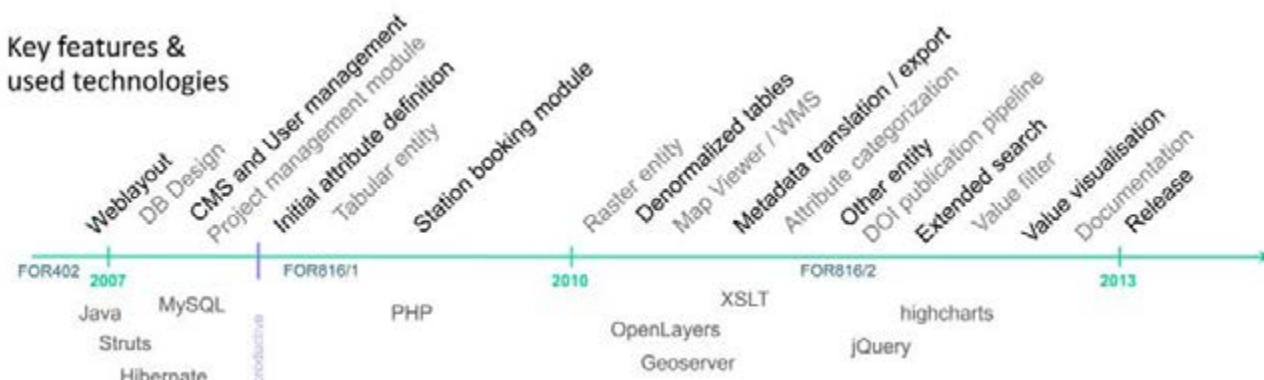 Key features &
used technologies
Weblayout
DB Design
CMS and User management
Project management module
Initial attribute definition
Tabular entity
Station booking module
Raster entity
Denormalized tables
Map Viewer / WMS
Metadata translation / export
Attribute categorization
Other entity
DOI publication pipeline
Extended search
Value filter
Value visualisation
Documentation
Release
FOR402
2007
FOR816/1
2010
FOR816/2
2013
Java
MySQL
Struts
Hibernate
productive
PHP
OpenLayers
XSLT
Geoserver
highcharts
jQuery